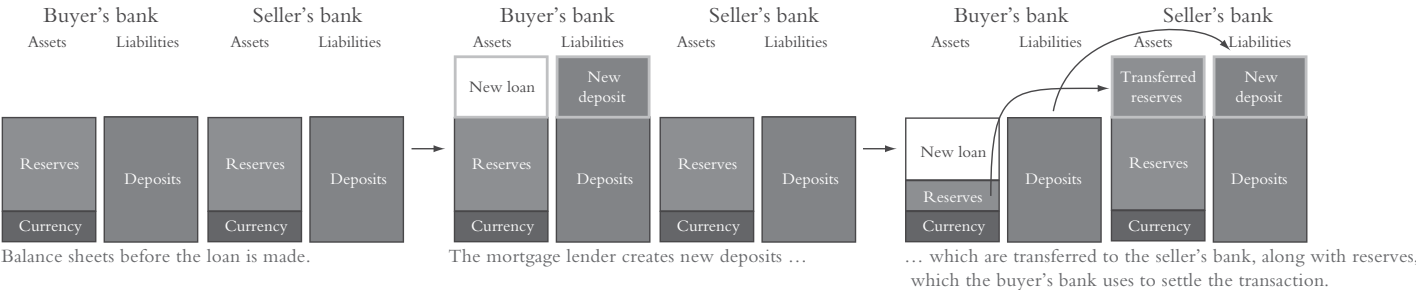 Buyer’s bank Seller’s bank
Assets Liabilities Assets Liabilities
Reserves Deposits Reserves Deposits
Currency Currency
Balance sheets before the loan is made.
Buyer’s bank Seller’s bank
Assets Liabilities Assets Liabilities
New loan New
deposit
Reserves Deposits Reserves Deposits
Currency Currency
The mortgage lender creates new deposits …
Buyer’s bank Seller’s bank
Assets Liabilities Assets Liabilities
Transferred New
reserves deposit
New loan
Reserves Deposits Reserves Deposits
Currency Currency
… which are transferred to the seller’s bank, along with reserves,
which the buyer’s bank uses to settle the transaction.